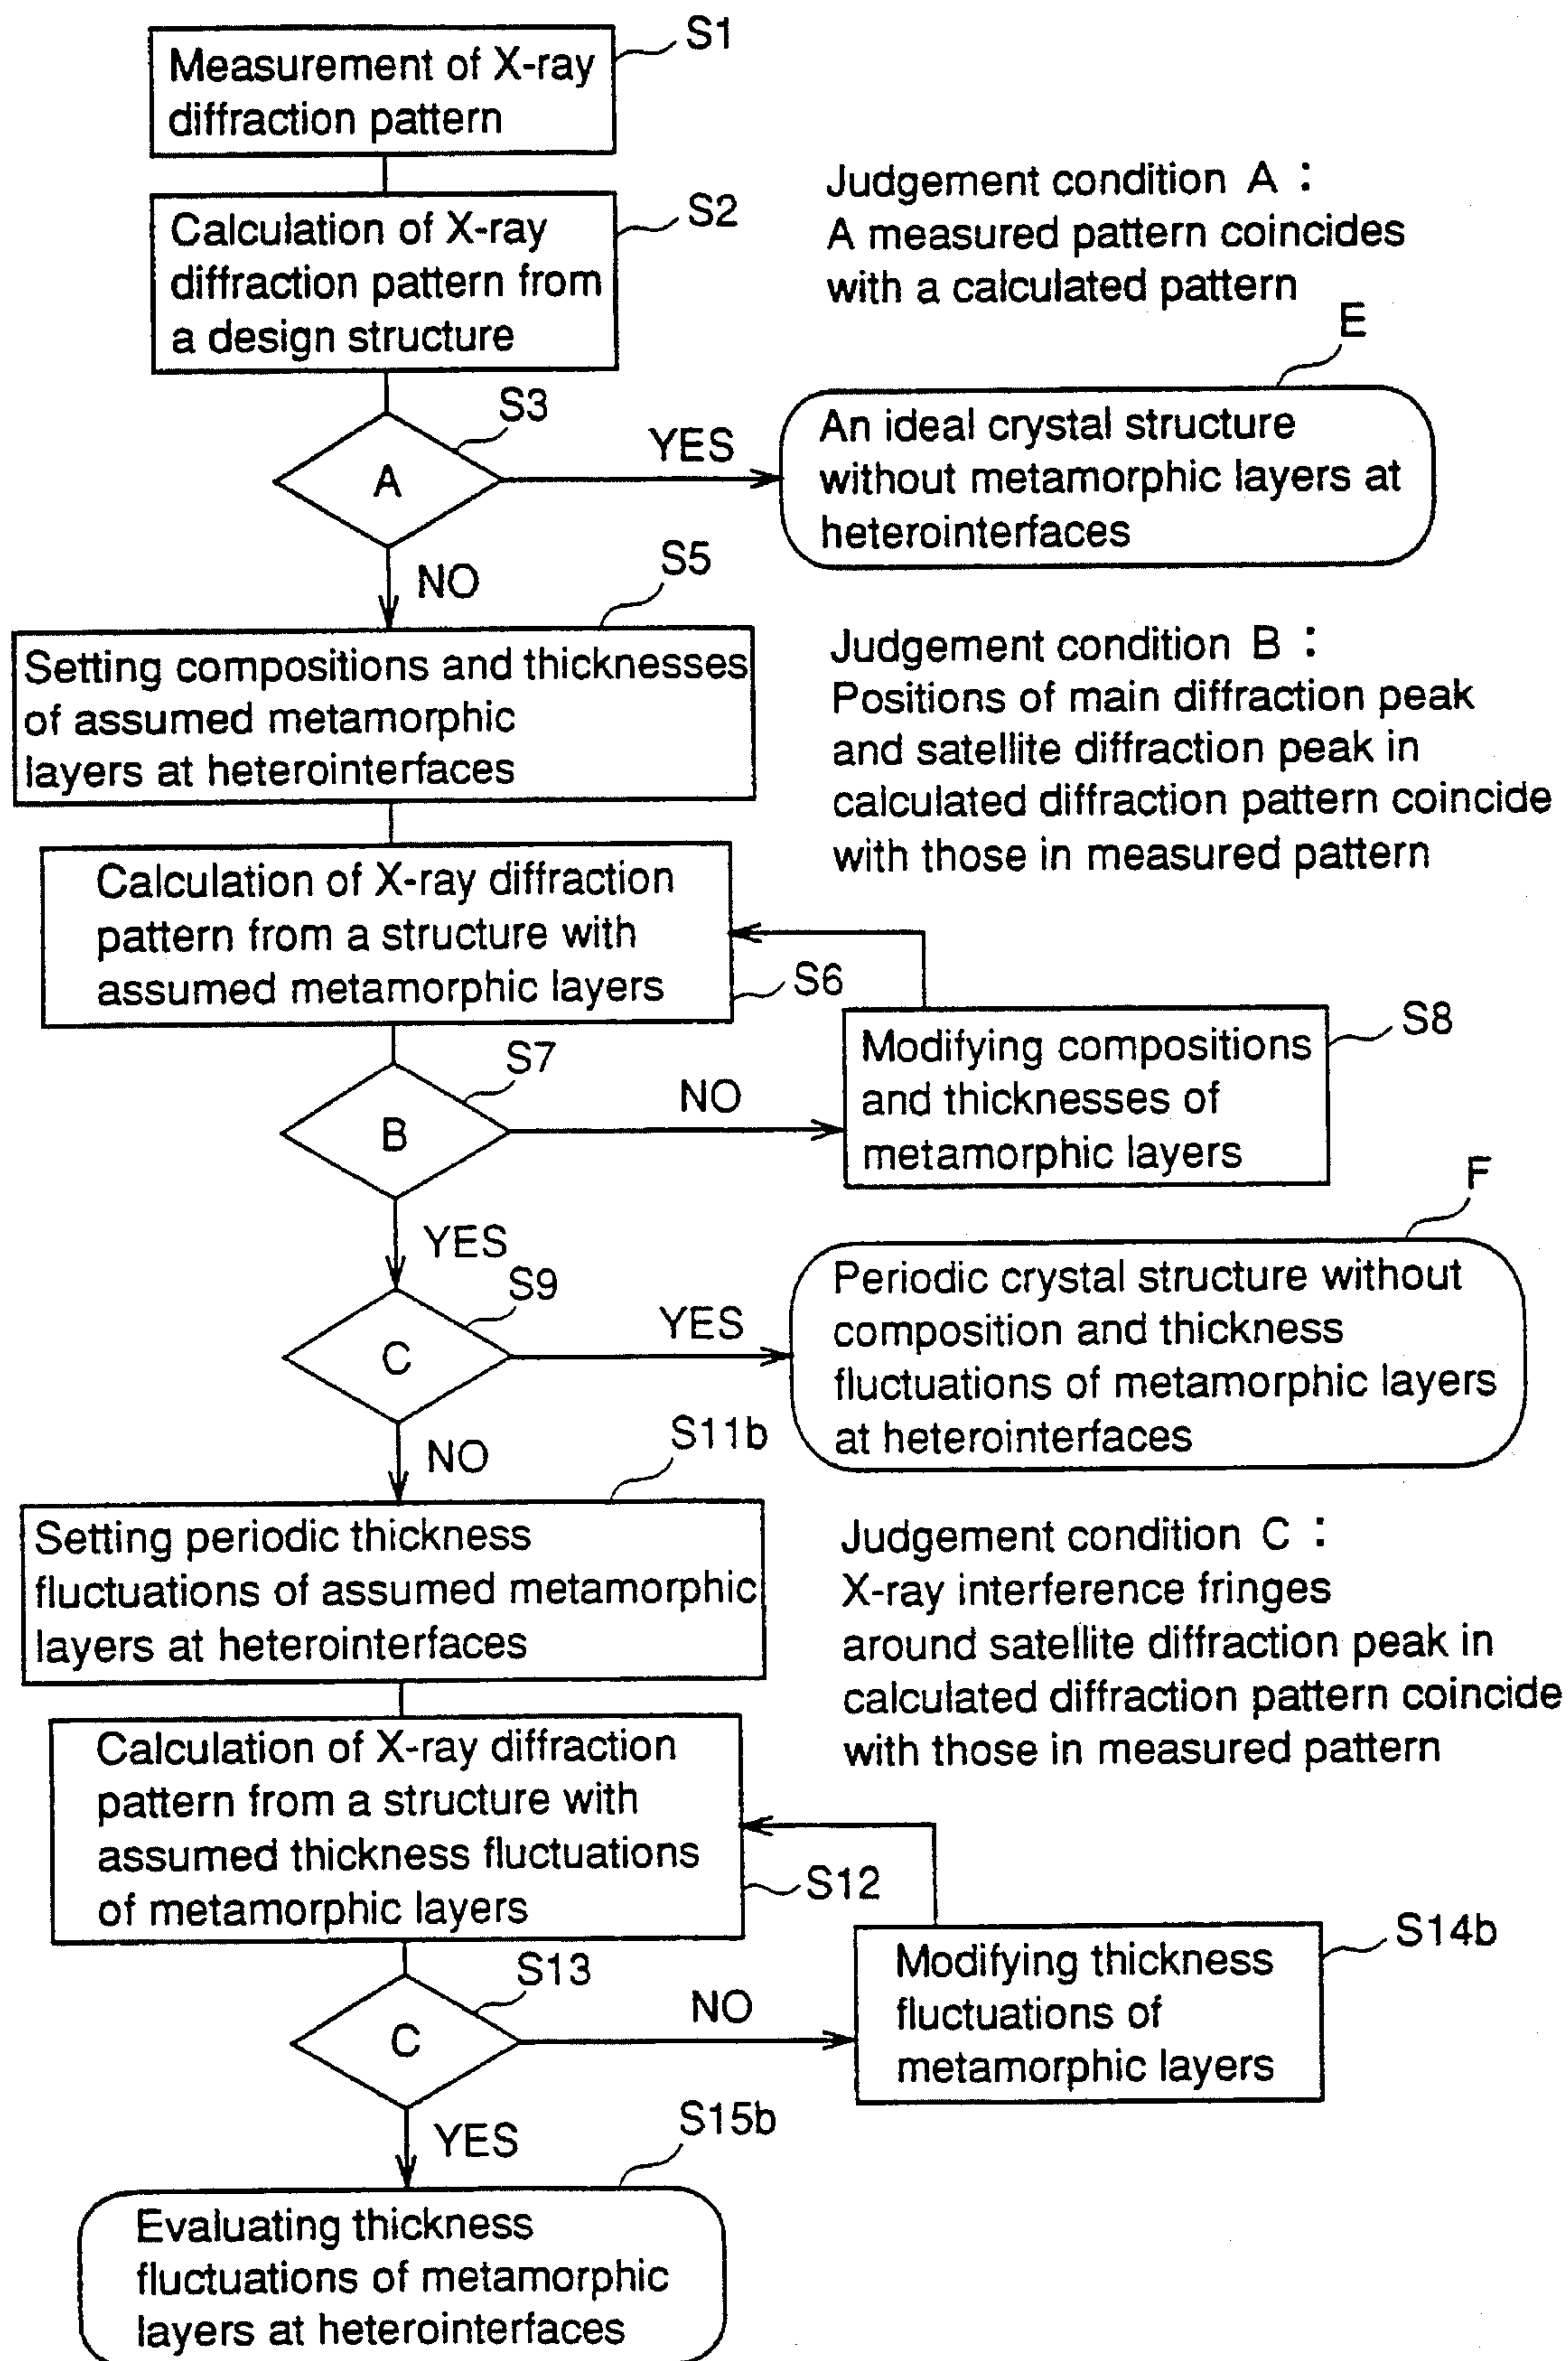 S1
Measurement of X-ray
diffraction pattern
S2
Calculation of X-ray
diffraction pattern from
a design structure
Judgement condition A :
A measured pattern coincides
with a calculated pattern
S3
A
YES
NO
E
An ideal crystal structure
without metamorphic layers at
heterointerfaces
S5
Setting compositions and thicknesses
of assumed metamorphic
layers at heterointerfaces
Judgement condition B :
Positions of main diffraction peak
and satellite diffraction peak in
calculated diffraction pattern coincide
with those in measured pattern
Calculation of X-ray diffraction
pattern from a structure with
assumed metamorphic layers
S6
S7
B
NO
YES
S8
Modifying compositions
and thicknesses of
metamorphic layers
S9
C
YES
NO
F
Periodic crystal structure without
composition and thickness
fluctuations of metamorphic layers
at heterointerfaces
S11b
Setting periodic thickness
fluctuations of assumed metamorphic
layers at heterointerfaces
Judgement condition C :
X-ray interference fringes
around satellite diffraction peak in
calculated diffraction pattern coincide
with those in measured pattern
Calculation of X-ray diffraction
pattern from a structure with
assumed thickness fluctuations
of metamorphic layers
S12
S13
C
NO
YES
S14b
Modifying thickness
fluctuations of
metamorphic layers
S15b
Evaluating thickness
fluctuations of metamorphic
layers at heterointerfaces